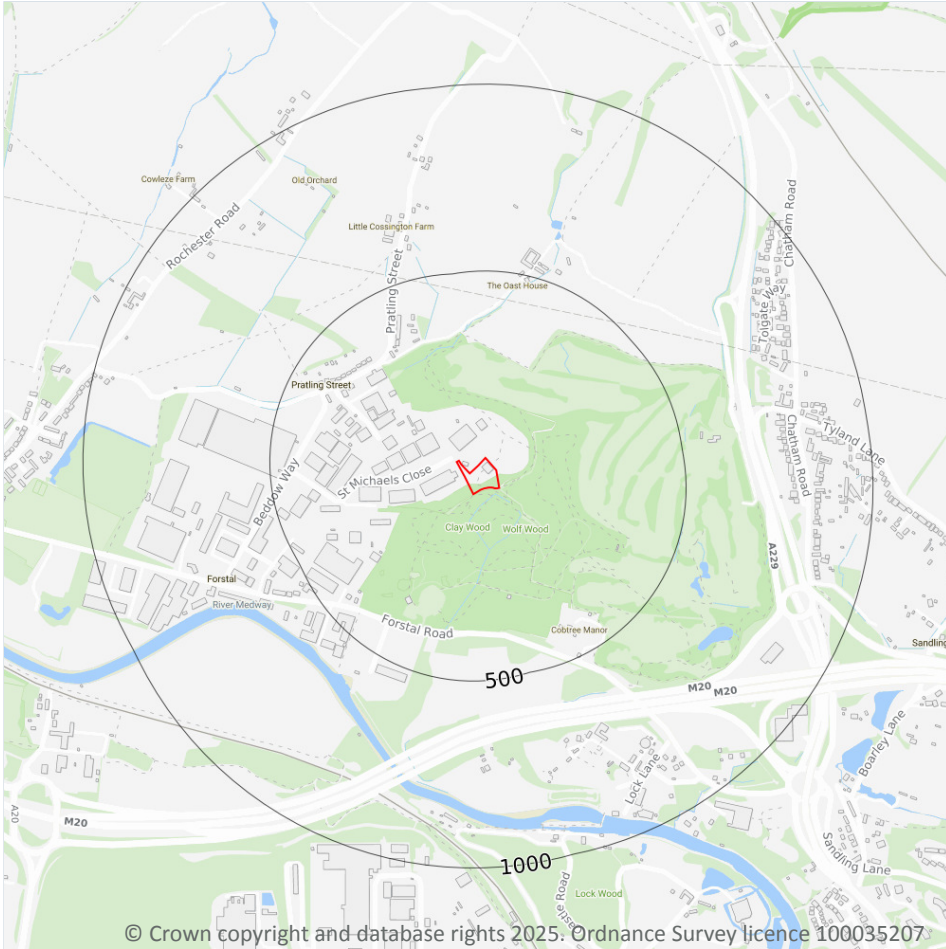 Cowleze Farm
Old Orchard
Rochester Road
Little Cossington Farm
Pratling Street
The Oast House
Chatham Road
Tolgate Way
Pratling Street
Chatham Road
Tyland Lane
St Michaels Close
Beddow Way
Clay Wood
Wolf Wood
A229
Forstal
River Medway
Forstal Road
Cobtree Manor
Sandling
500
M20
M20
Boarley Lane
Lock Lane
A20
M20
Sandling Lane
1000
Lock Wood
© Crown copyright and database rights 2025. Ordnance Survey licence 100035207.